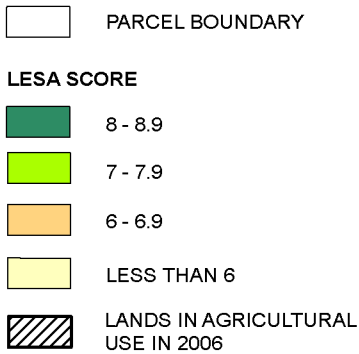 PARCEL BOUNDARY
LESA SCORE
8 - 8.9
7 - 7.9
6 - 6.9
LESS THAN 6
LANDS IN AGRICULTURAL
USE IN 2006